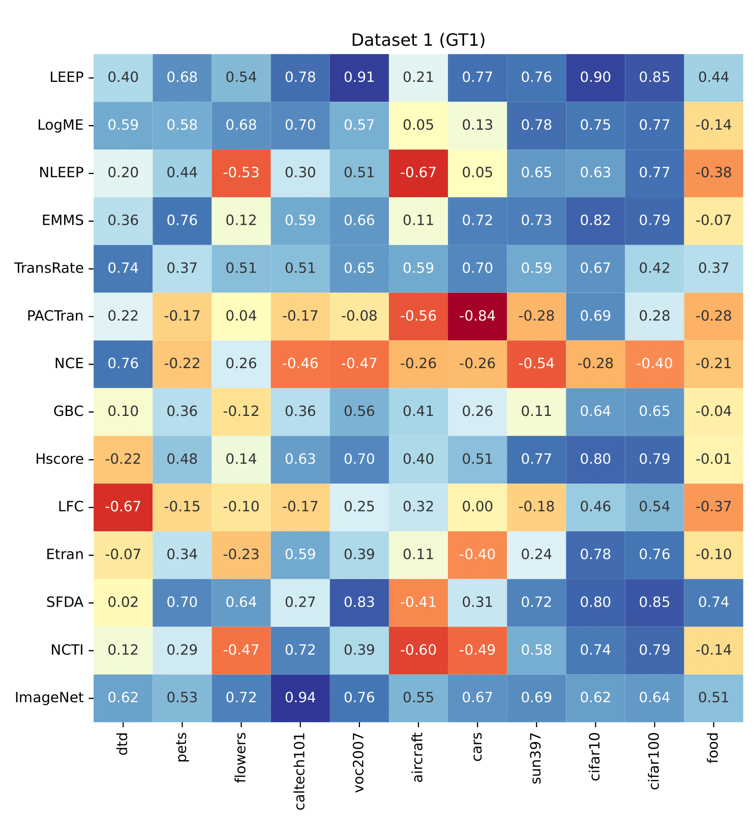 Dataset 1 (GT1)
LEEP 0.40 0.68 0.54 0.78 0.91 0.21 0.77 0.76 0.90 0.85 0.44
LogME 0.59 0.58 0.68 0.70 0.57 0.05 0.13 0.78 0.75 0.77 -0.14
NLEEP 0.20 0.44 -0.53 0.30 0.51 -0.67 0.05 0.65 0.63 0.77 -0.38
EMMS 0.36 0.76 0.12 0.59 0.66 0.11 0.72 0.73 0.82 0.79 -0.07
TransRate 0.74 0.37 0.51 0.51 0.65 0.59 0.70 0.59 0.67 0.42 0.37
PACTran 0.22 -0.17 0.04 -0.17 -0.08 -0.56 -0.84 -0.28 0.69 0.28 -0.28
NCE 0.76 -0.22 0.26 -0.46 -0.47 -0.26 -0.26 -0.54 -0.28 -0.40 -0.21
GBC 0.10 0.36 -0.12 0.36 0.56 0.41 0.26 0.11 0.64 0.65 -0.04
Hscore -0.22 0.48 0.14 0.63 0.70 0.40 0.51 0.77 0.80 0.79 -0.01
LFC -0.67 -0.15 -0.10 -0.17 0.25 0.32 0.00 -0.18 0.46 0.54 -0.37
Etran -0.07 0.34 -0.23 0.59 0.39 0.11 -0.40 0.24 0.78 0.76 -0.10
SFDA 0.02 0.70 0.64 0.27 0.83 -0.41 0.31 0.72 0.80 0.85 0.74
NCTI 0.12 0.29 -0.47 0.72 0.39 -0.60 -0.49 0.58 0.74 0.79 -0.14
ImageNet 0.62 0.53 0.72 0.94 0.76 0.55 0.67 0.69 0.62 0.64 0.51
dtd pets flowers caltech101 voc2007 aircraft cars sun397 cifar10 cifar100 food